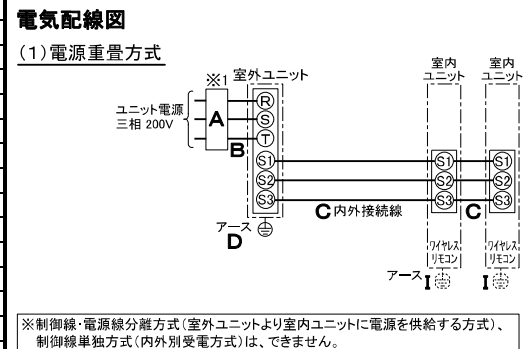 電気配線図
(1)電源重畳方式
※1
室外ユニット
室内
ユニット
室内
ユニット
ユニット電源
三相 200V
A
B
R
S
T
S1
S2
S3
S1
S2
S3
S1
S2
S3
C 内外接続線
C
アース
D
ワイヤレス
リモコン
ワイヤレス
リモコン
アース I
I
※制御線・電源線分離方式(室外ユニットより室内ユニットに電源を供給する方式)、
制御線単独方式(内外別受電方式)は、できません。